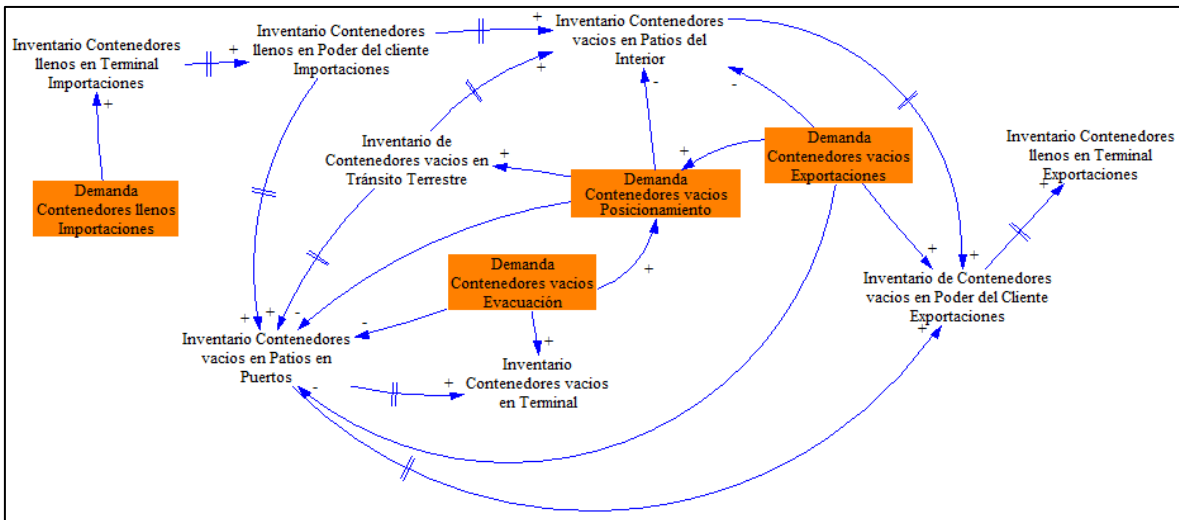 Inventario Contenedores
llenos en Terminal
Importaciones
+
Inventario Contenedores
llenos en Poder del cliente
Importaciones
+
Inventario Contenedores
vacios en Patios del
Interior
+
-
-
+
Demanda
Contenedores llenos
Importaciones
Inventario de
Contenedores vacios en
Tránsito Terrestre
+
Demanda
Contenedores vacios
Posicionamiento
+
Demanda
Contenedores vacios
Exportaciones
+
Inventario Contenedores
llenos en Terminal
Exportaciones
+
Demanda
Contenedores vacios
Evacuación
+
Inventario de Contenedores
vacios en Poder del Cliente
Exportaciones
+
+
+
Inventario Contenedores
vacios en Patios en
Puertos
+
+
-
-
-
Inventario
Contenedores vacios
en Terminal
+
+